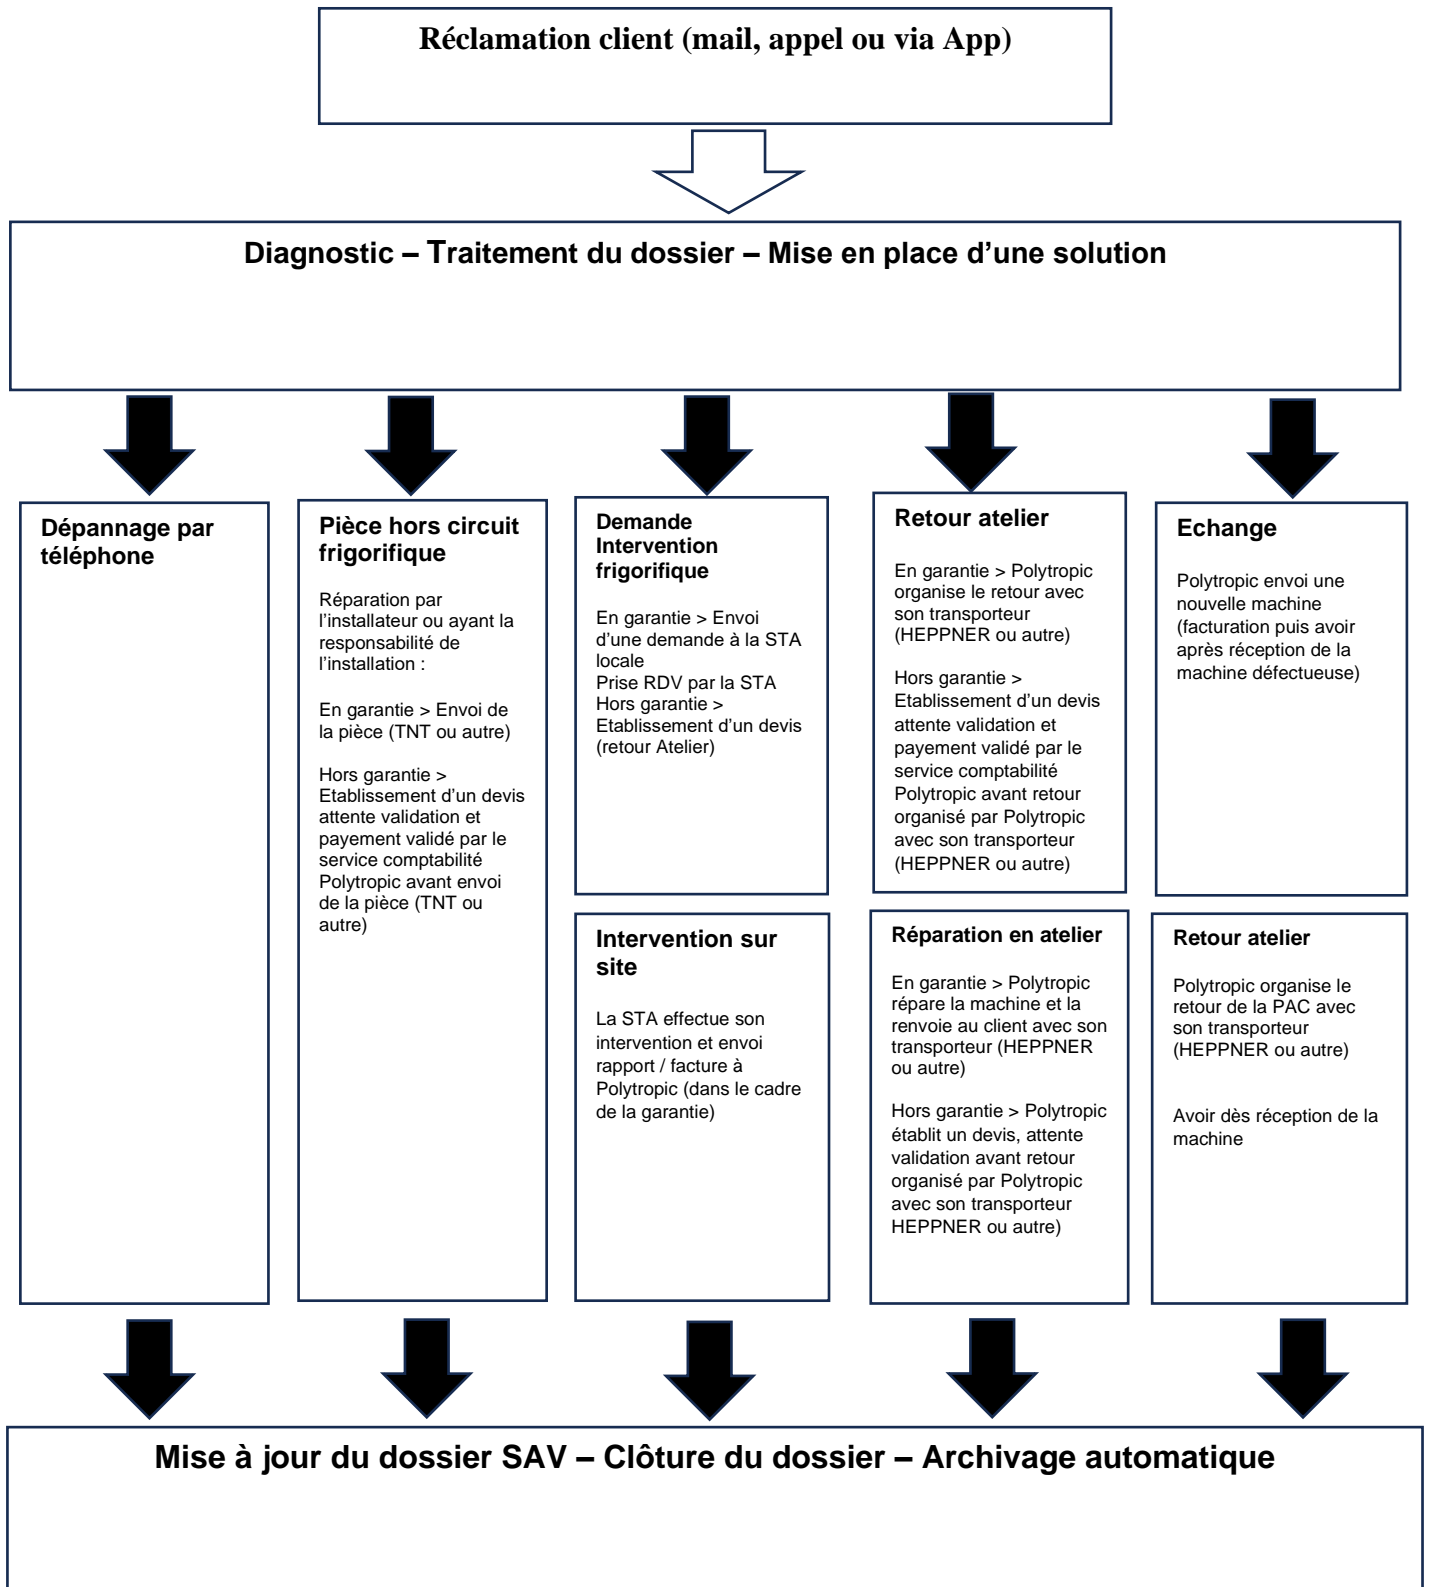 Réclamation client (mail, appel ou via App)
Diagnostic – Traitement du dossier – Mise en place d’une solution
Dépannage par
téléphone
Pièce hors circuit
frigorifique
Réparation par
l’installateur ou ayant la
responsabilité de
l’installation :
En garantie > Envoi de
la pièce (TNT ou autre)
Hors garantie >
Etablissement d’un devis
attente validation et
payement validé par le
service comptabilité
Polytropic avant envoi
de la pièce (TNT ou
autre)
Demande
Intervention
frigorifique
En garantie > Envoi
d’une demande à la STA
locale
Prise RDV par la STA
Hors garantie >
Etablissement d’un devis
(retour Atelier)
Intervention sur
site
La STA effectue son
intervention et envoi
rapport / facture à
Polytropic (dans le cadre
de la garantie)
Retour atelier
En garantie > Polytropic
organise le retour avec
son transporteur
(HEPPNER ou autre)
Hors garantie >
Etablissement d’un devis
attente validation et
payement validé par le
service comptabilité
Polytropic avant retour
organisé par Polytropic
avec son transporteur
(HEPPNER ou autre)
Réparation en atelier
En garantie > Polytropic
répare la machine et la
renvoie au client avec son
transporteur (HEPPNER
ou autre)
Hors garantie > Polytropic
établit un devis, attente
validation avant retour
organisé par Polytropic
avec son transporteur
HEPPNER ou autre)
Echange
Polytropic envoi une
nouvelle machine
(facturation puis avoir
après réception de la
machine défectueuse)
Retour atelier
Polytropic organise le
retour de la PAC avec
son transporteur
(HEPPNER ou autre)
Avoir dès réception de la
machine
Mise à jour du dossier SAV – Clôture du dossier – Archivage automatique